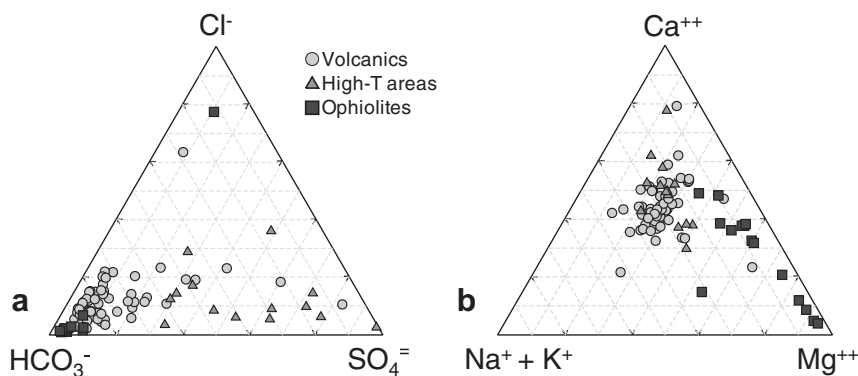 Cl⁻
Volcanics
High-T areas
Ophiolites
a
HCO₃⁻
SO₄⁼
Ca⁺⁺
b
Na⁺ + K⁺
Mg⁺⁺